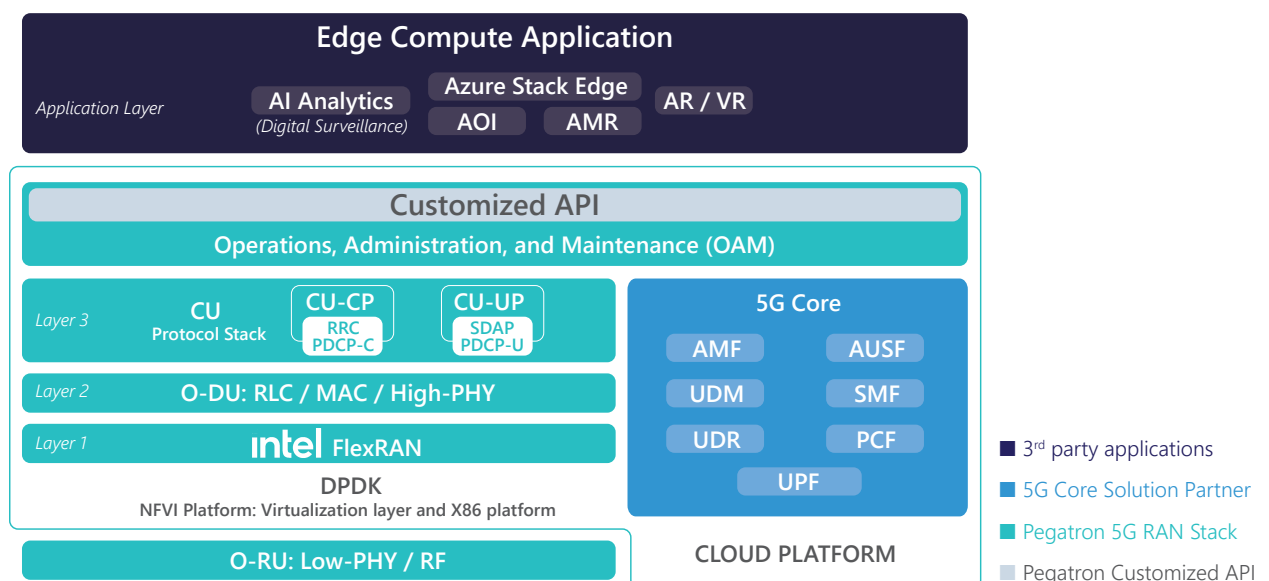 Edge Compute Application
Application Layer
AI Analytics
(Digital Surveillance)
Azure Stack Edge
AOI
AMR
AR / VR
Customized API
Operations, Administration, and Maintenance (OAM)
Layer 3
CU
Protocol Stack
CU-CP
RRC
PDCP-C
CU-UP
SDAP
PDCP-U
Layer 2
O-DU: RLC / MAC / High-PHY
Layer 1
intel FlexRAN
DPDK
NFVI Platform: Virtualization layer and X86 platform
O-RU: Low-PHY / RF
5G Core
AMF
AUSF
UDM
SMF
UDR
PCF
UPF
CLOUD PLATFORM
3rd party applications
5G Core Solution Partner
Pegatron 5G RAN Stack
Pegatron Customized API